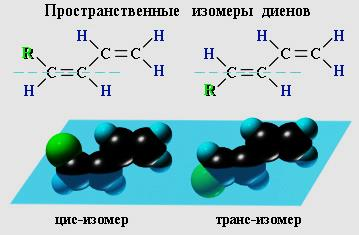 Пространственные изомеры диенов
H H
R C=C
C=C H
H H
H H H
C=C
C=C H
R H
цис-изомер
транс-изомер